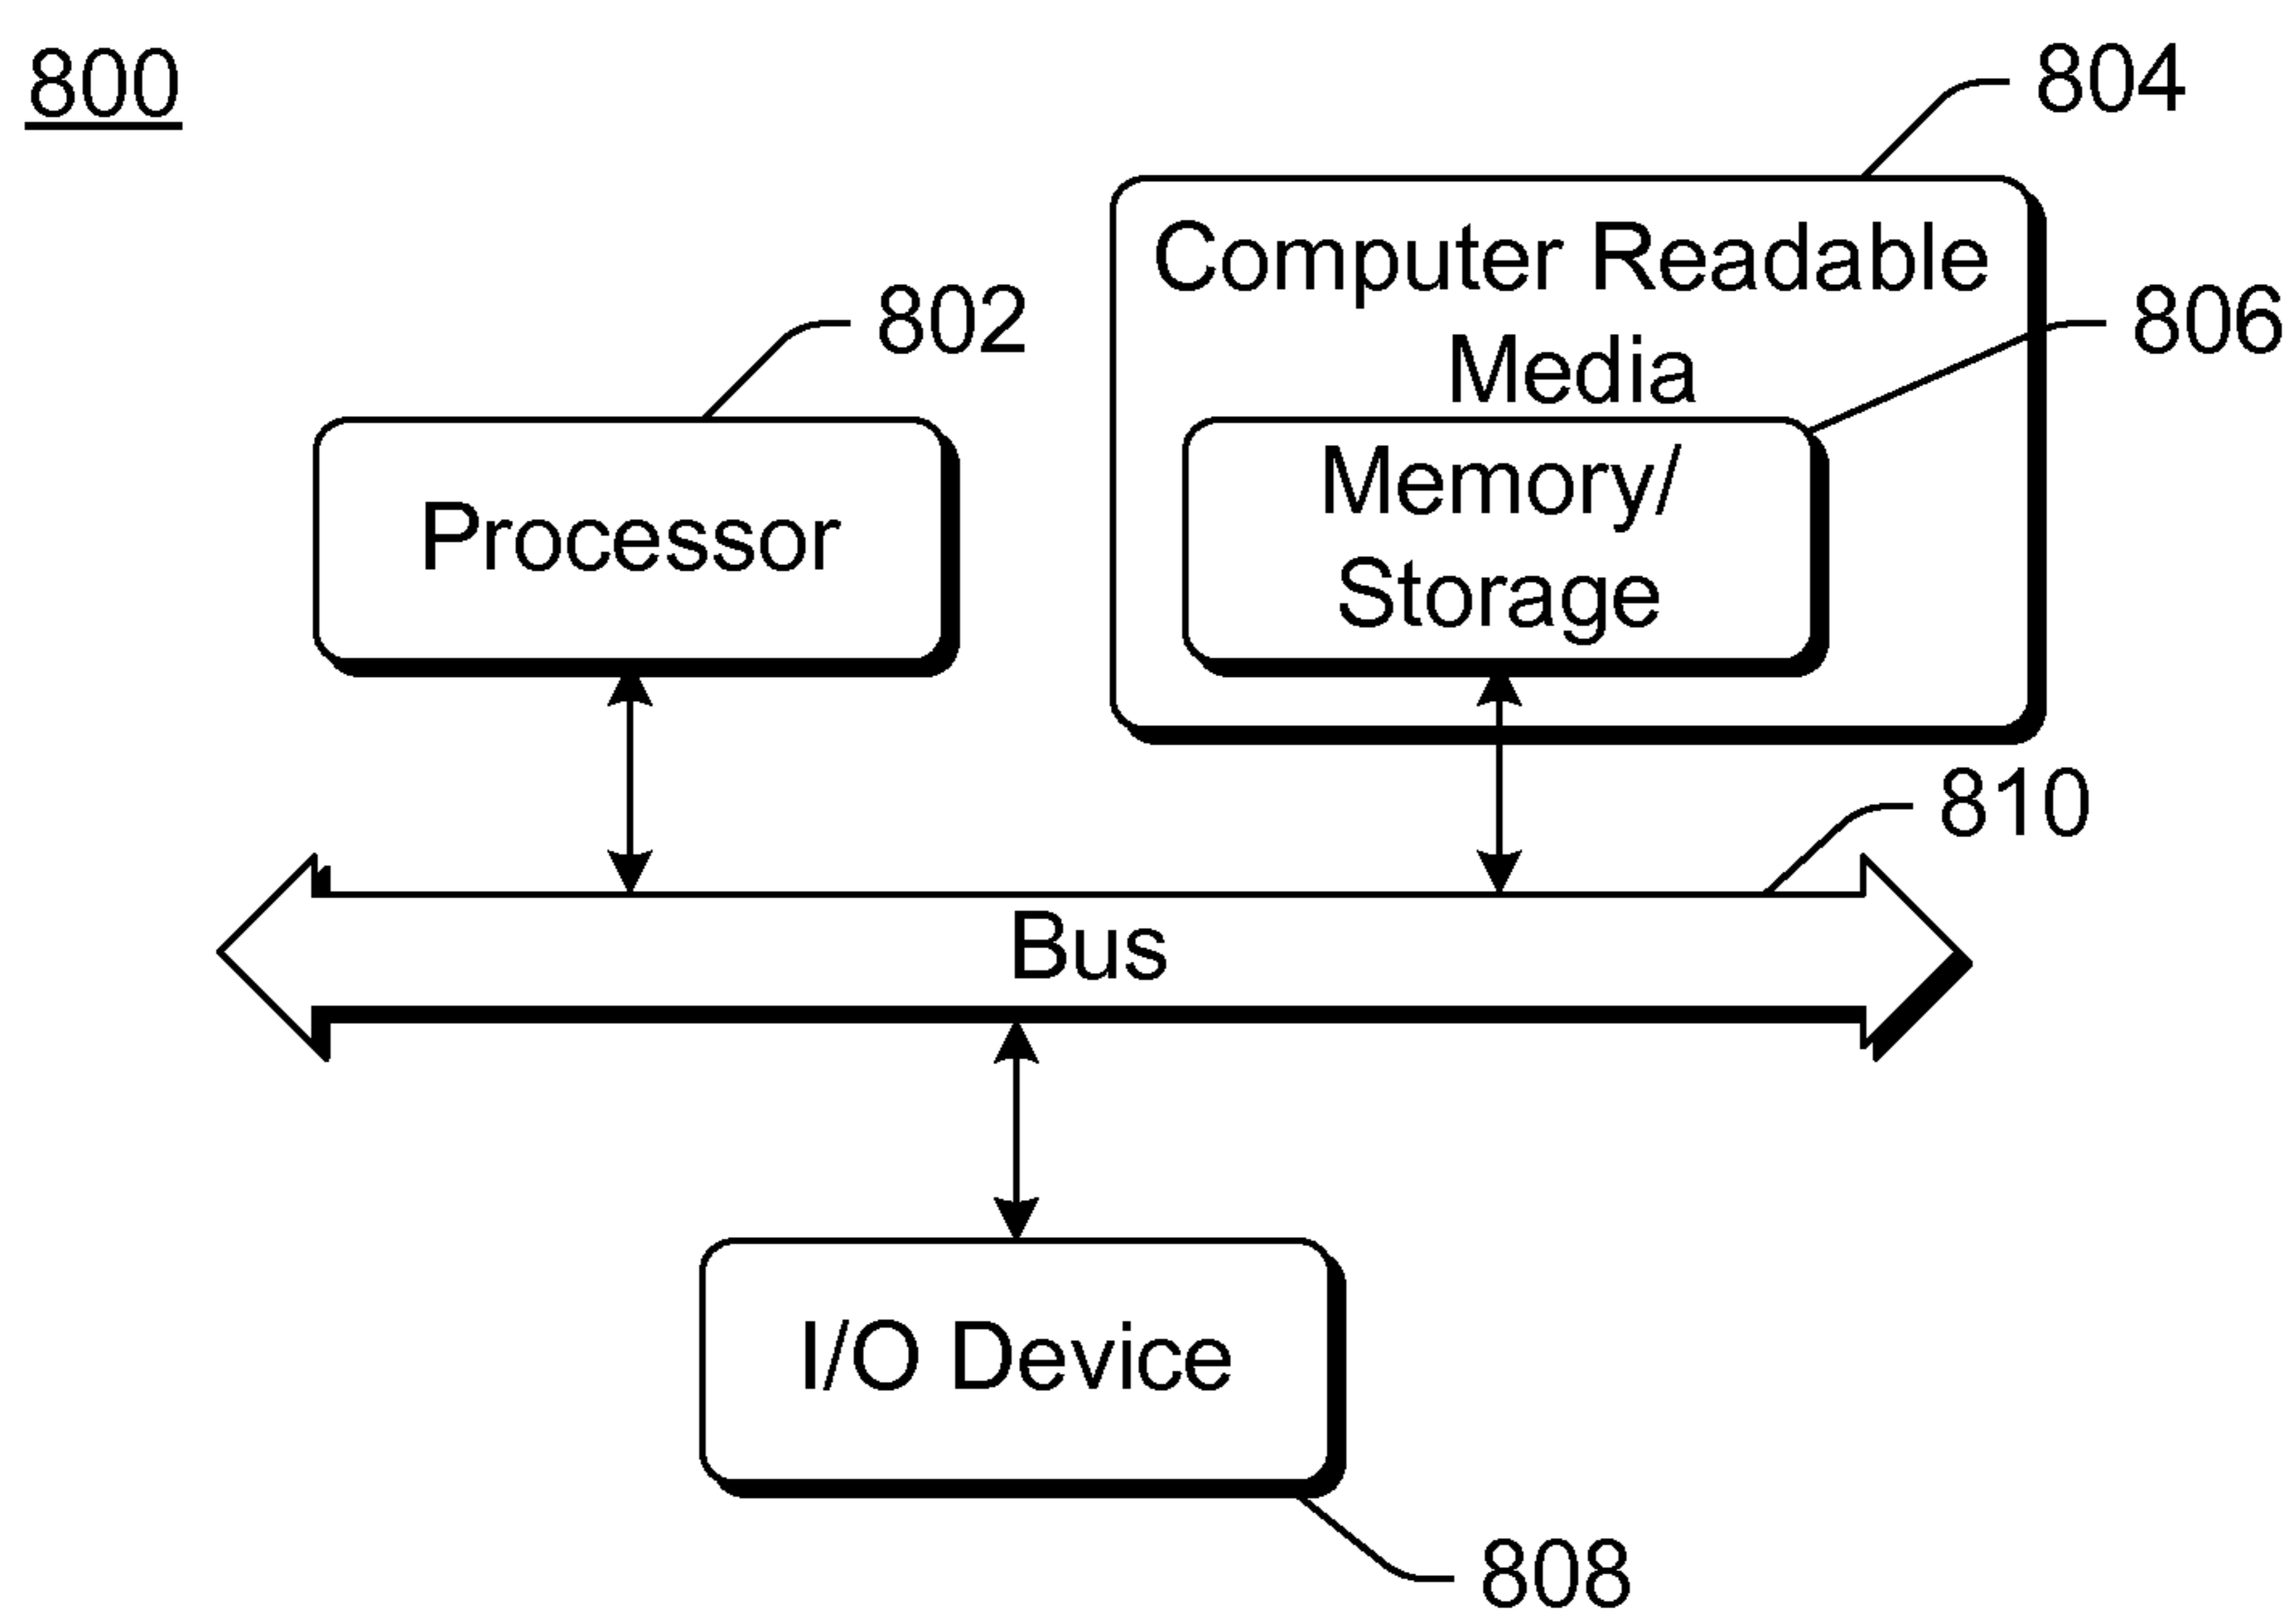 800
804
Computer Readable
Media
802
806
Memory/
Storage
Processor
810
Bus
I/O Device
808